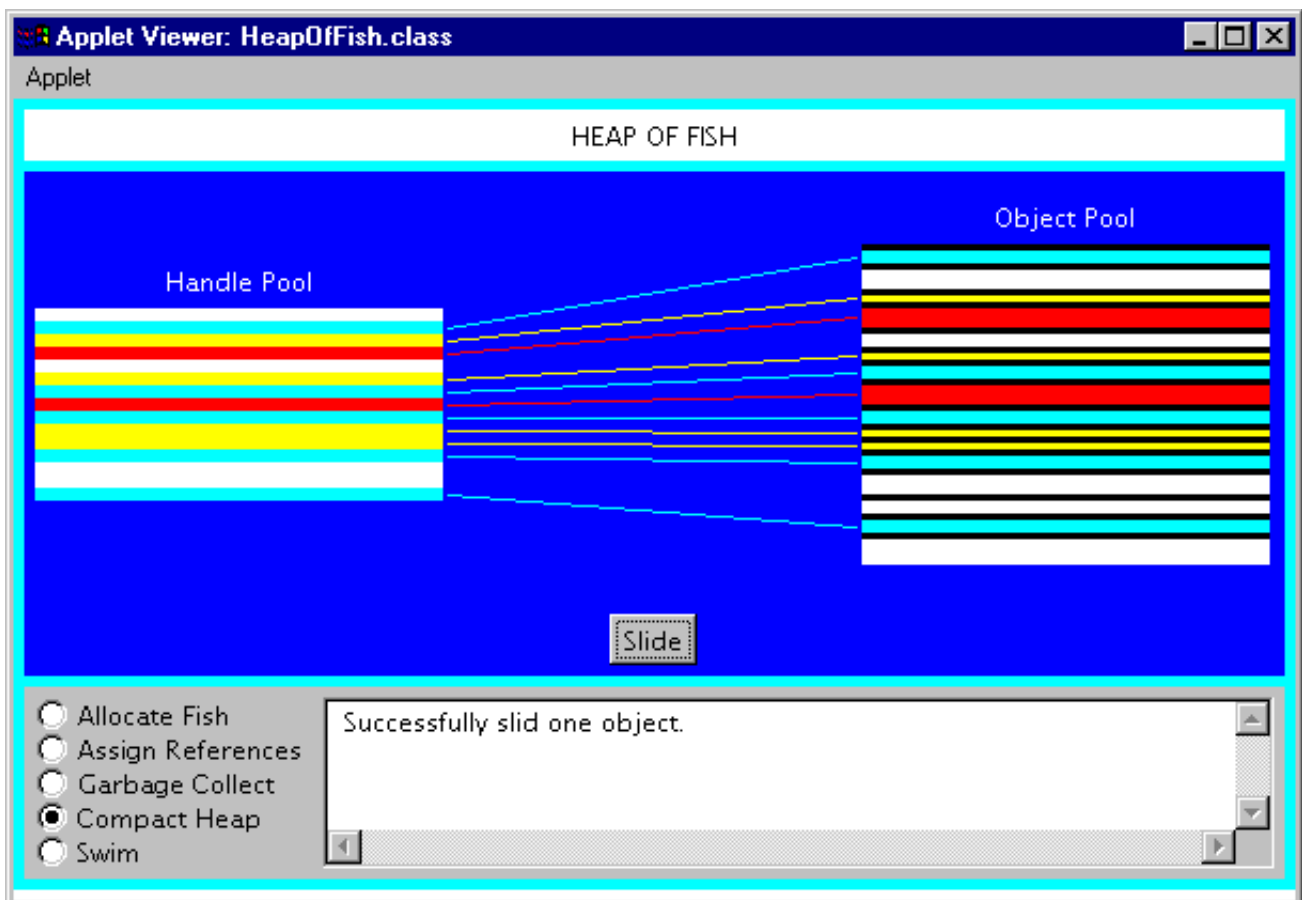 Applet Viewer: HeapOfFish.class
Applet
HEAP OF FISH
Object Pool
Handle Pool
Slide
Allocate Fish
Assign References
Garbage Collect
Compact Heap
Swim
Successfully slid one object.